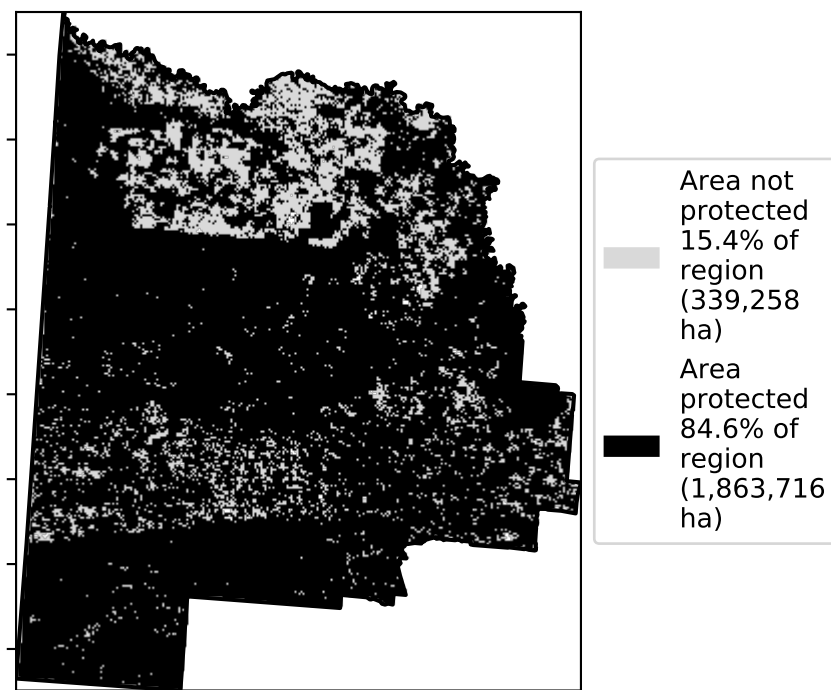 Area not
protected
15.4% of
region
(339,258
ha)
Area
protected
84.6% of
region
(1,863,716
ha)